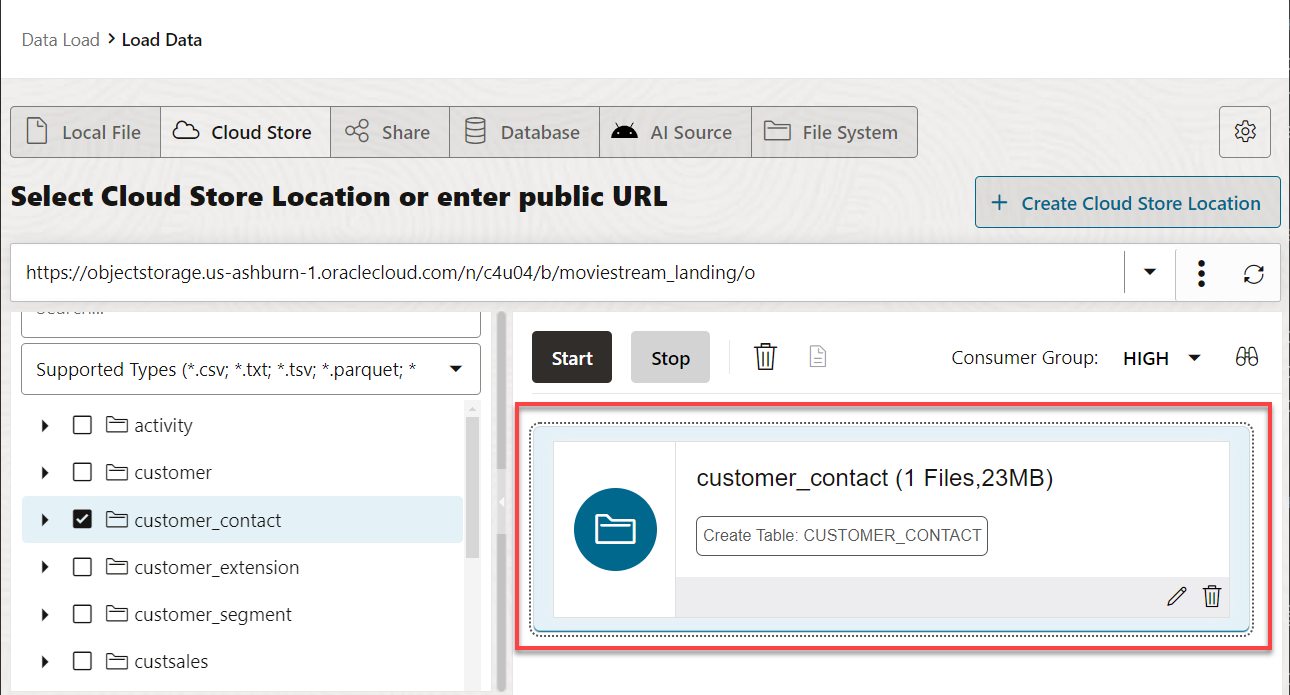 Data Load > Load Data
Local File
Cloud Store
Share
Database
AI Source
File System
Select Cloud Store Location or enter public URL
+ Create Cloud Store Location
https://objectstorage.us-ashburn-1.oraclecloud.com/n/c4u04/b/moviestream_landing/o
Supported Types (*.csv; *.txt; *.tsv; *.parquet; *
activity
customer
customer_contact
customer_extension
customer_segment
custsales
Start
Stop
Consumer Group: HIGH
customer_contact (1 Files,23MB)
Create Table: CUSTOMER_CONTACT